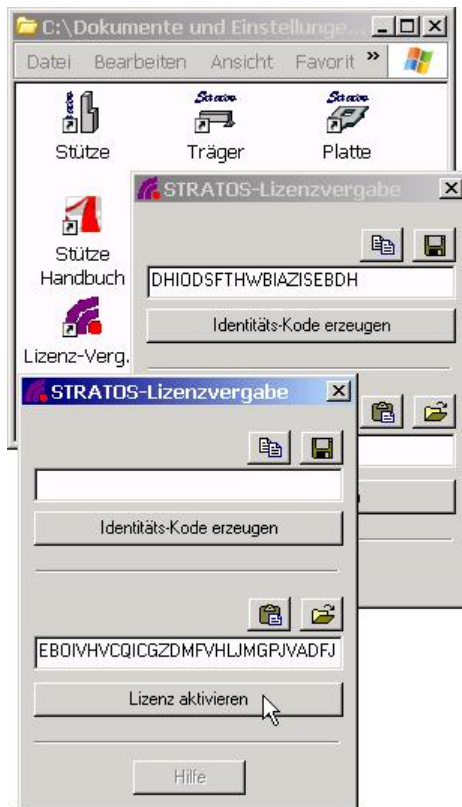 C:\Dokumente und Einstellunge...
Datei Bearbeiten Ansicht Favorit »
Stütze Träger Platte
STRATOS-Lizenzvergabe
Stütze
Handbuch
DHIODSFTHWBIAZISEBDH
Identitäts-Kode erzeugen
Lizenz-Verg.
STRATOS-Lizenzvergabe
Identitäts-Kode erzeugen
EBOIVHVCQICGZDMFVHLJMGPJVADFJ
Lizenz aktivieren
Hilfe